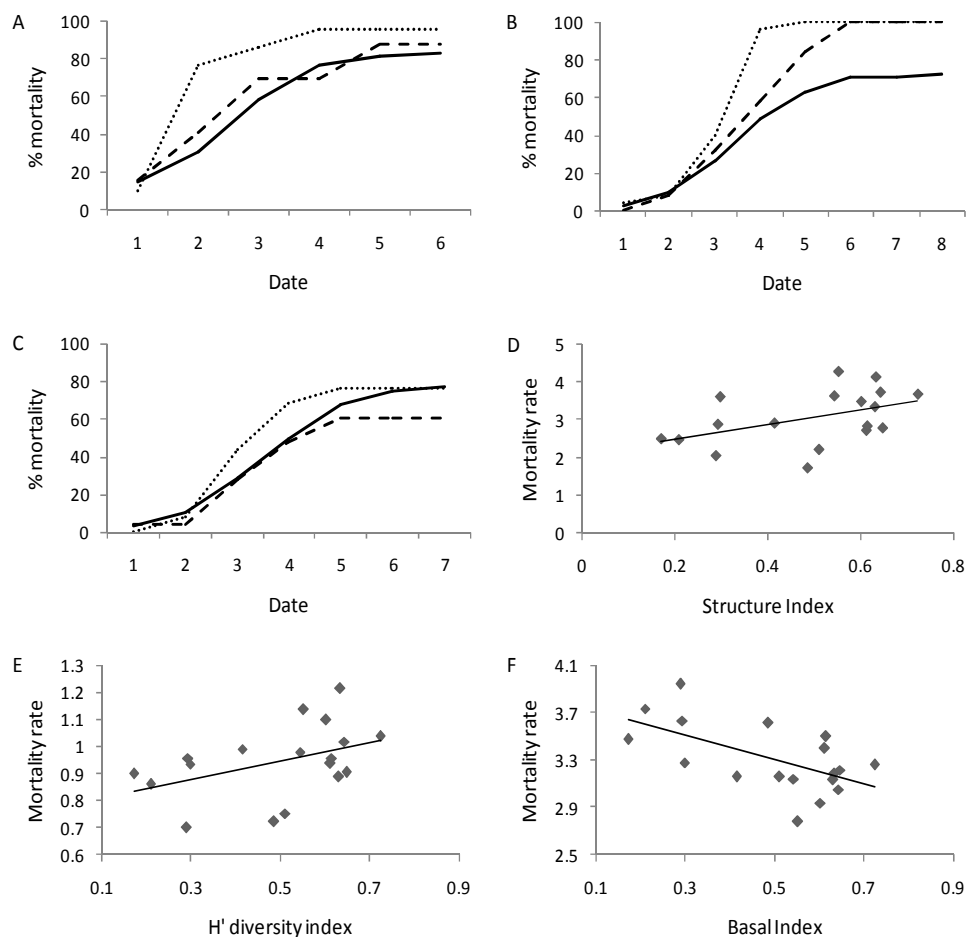 A
100
80
60
40
20
0
% mortality
1 2 3 4 5 6
Date
B
100
80
60
40
20
0
% mortality
1 2 3 4 5 6 7 8
Date
C
100
80
60
40
20
0
% mortality
1 2 3 4 5 6 7
Date
D
5
4
3
2
1
0
Mortality rate
0 0.2 0.4 0.6 0.8
Structure Index
E
1.3
1.2
1.1
1
0.9
0.8
0.7
0.6
Mortality rate
0.1 0.3 0.5 0.7 0.9
H' diversity index
F
4.1
3.7
3.3
2.9
2.5
Mortality rate
0.1 0.3 0.5 0.7 0.9
Basal Index